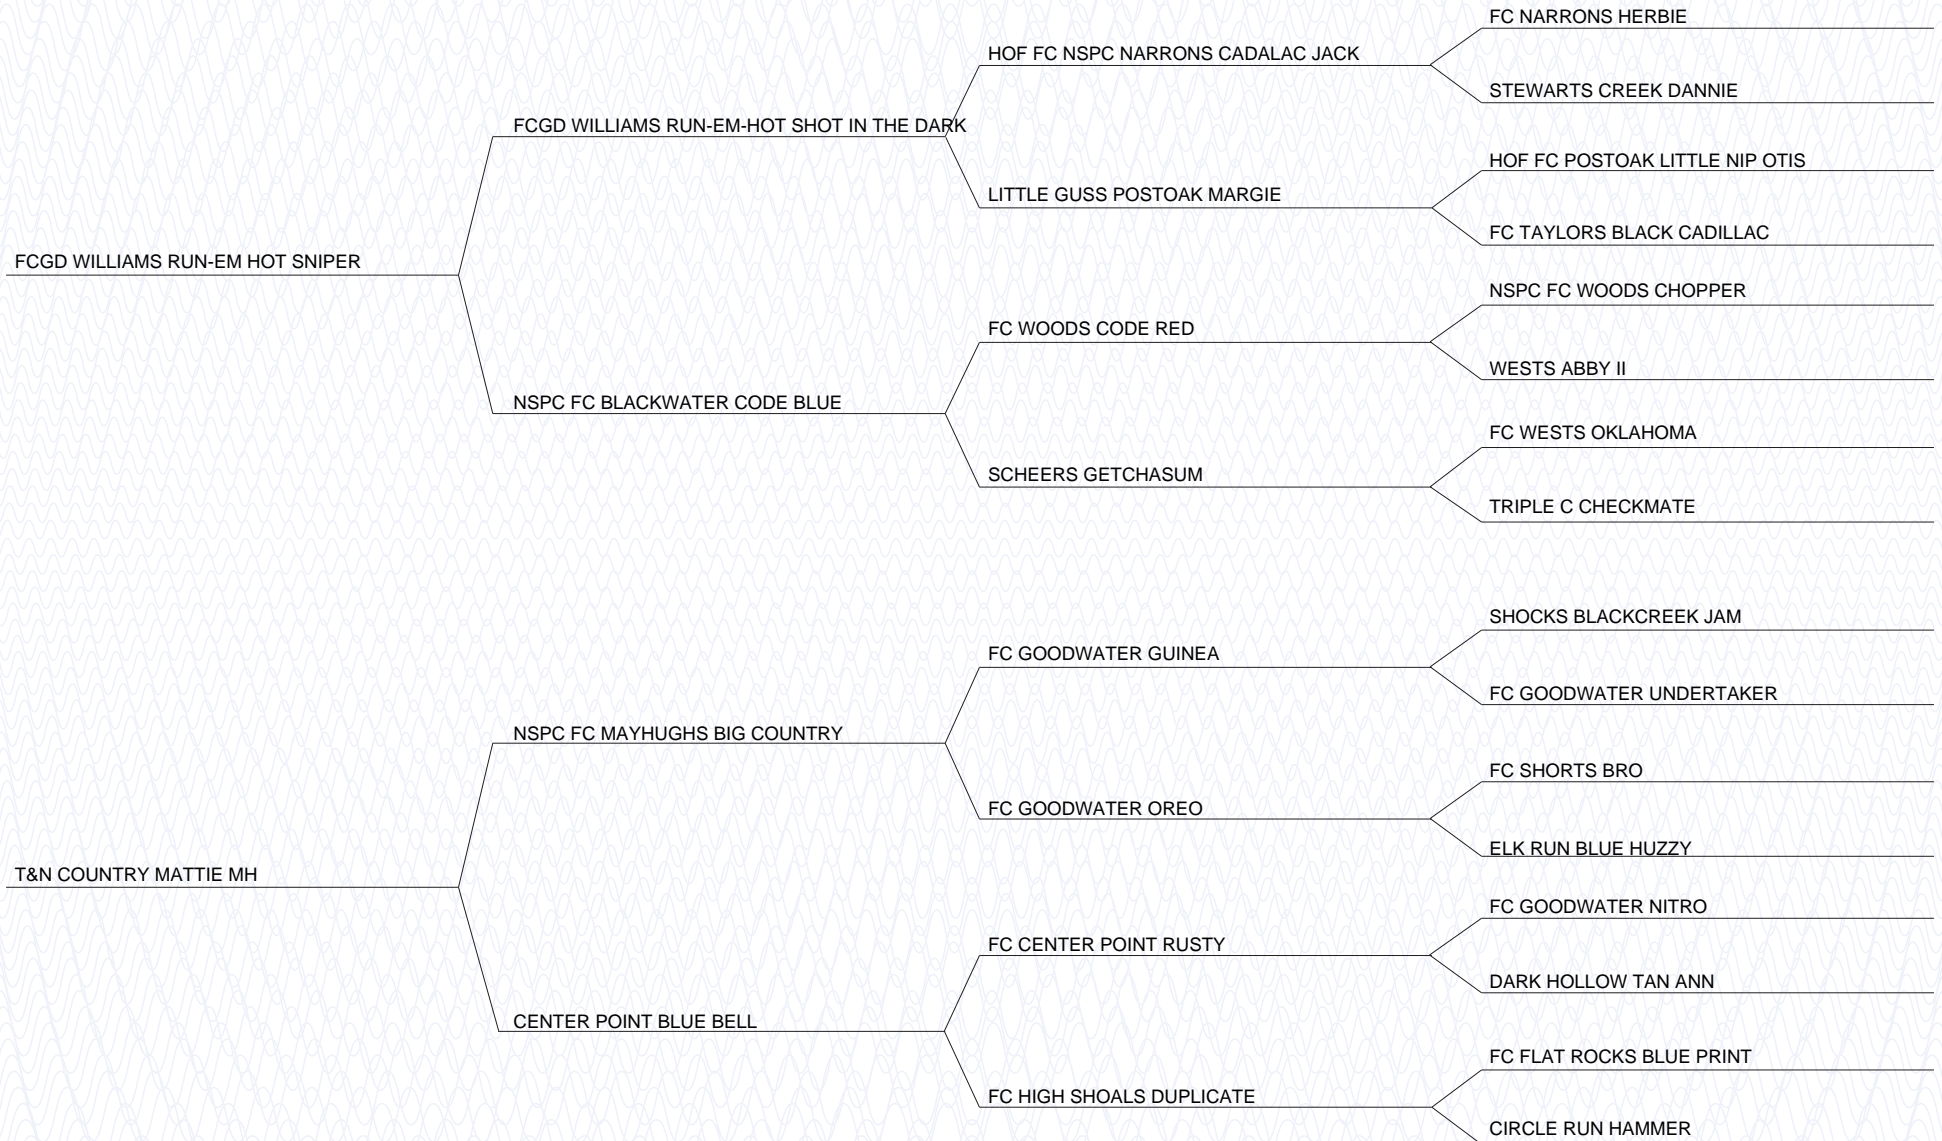 FC NARRONS HERBIE
HOF FC NSPC NARRONS CADALAC JACK
STEWARTS CREEK DANNIE
FCGD WILLIAMS RUN-EM-HOT SHOT IN THE DARK
HOF FC POSTOAK LITTLE NIP OTIS
LITTLE GUSS POSTOAK MARGIE
FC TAYLORS BLACK CADILLAC
FCGD WILLIAMS RUN-EM HOT SNIPER
NSPC FC WOODS CHOPPER
FC WOODS CODE RED
WESTS ABBY II
NSPC FC BLACKWATER CODE BLUE
FC WESTS OKLAHOMA
SCHEERS GETCHASUM
TRIPLE C CHECKMATE
SHOCKS BLACKCREEK JAM
FC GOODWATER GUINEA
FC GOODWATER UNDERTAKER
NSPC FC MAYHUGHS BIG COUNTRY
FC SHORTS BRO
FC GOODWATER OREO
ELK RUN BLUE HUZZY
T&N COUNTRY MATTIE MH
FC GOODWATER NITRO
FC CENTER POINT RUSTY
DARK HOLLOW TAN ANN
CENTER POINT BLUE BELL
FC FLAT ROCKS BLUE PRINT
FC HIGH SHOALS DUPLICATE
CIRCLE RUN HAMMER